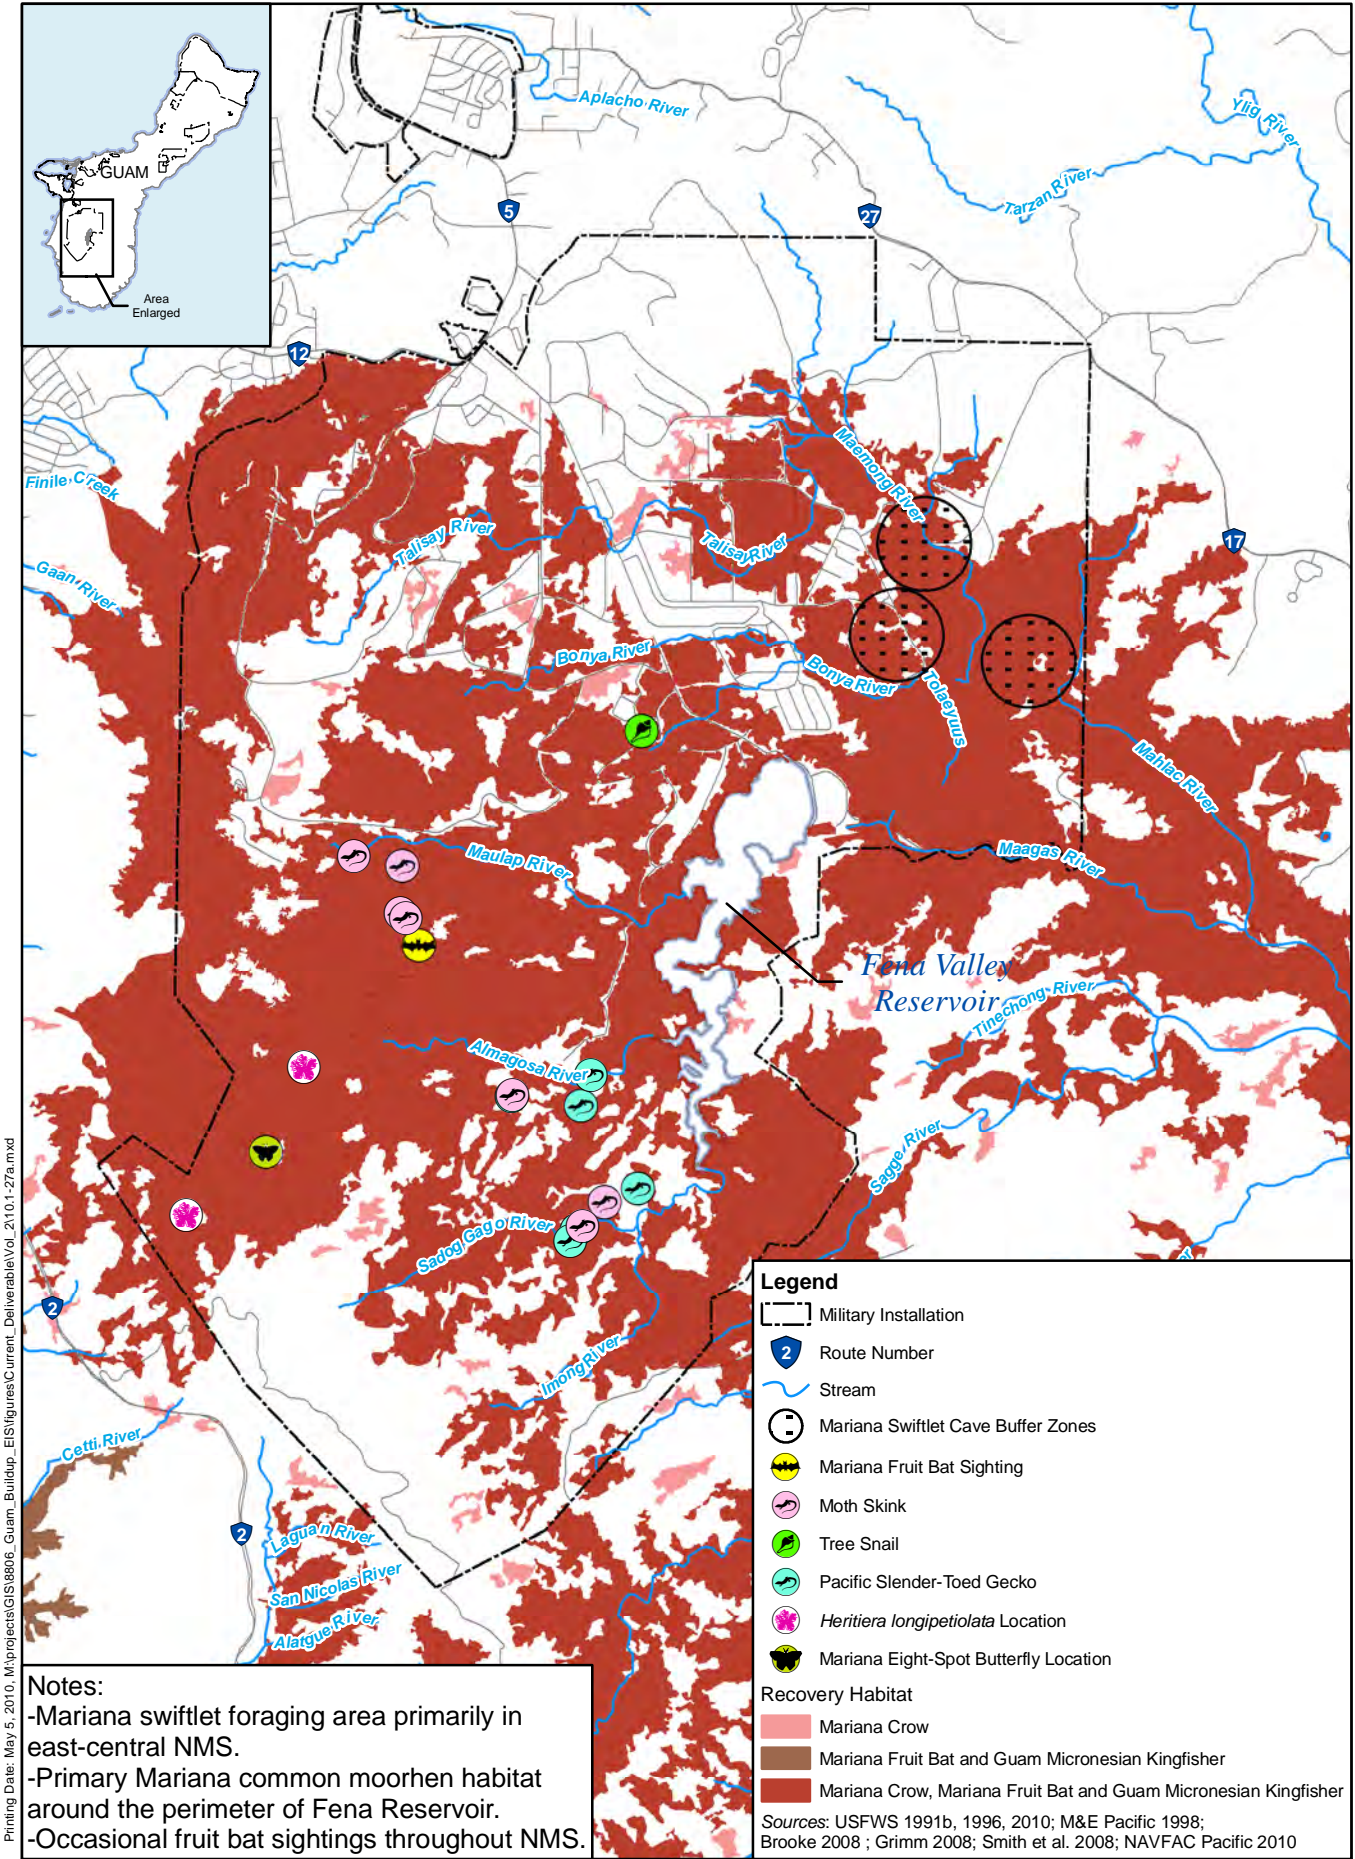 GUAM
Area
Enlarged
Aplacho River
Ylig River
Tarzan River
5
27
12
Finile Creek
Gaan River
Maemong River
Talisay River
Talisay River
17
Bonya River
Bonya River
Tolaeyuus
Mahlac River
Maulap River
Maagas River
Fena Valley
Reservoir
Tinechong River
Almagosa River
Sagge River
Sadog Gago River
Imong River
2
Cetti River
2
Laguan River
San Nicolas River
Alatgue River
Legend
Military Installation
2 Route Number
Stream
Mariana Swiftlet Cave Buffer Zones
Mariana Fruit Bat Sighting
Moth Skink
Tree Snail
Pacific Slender-Toed Gecko
Heritiera longipetiolata Location
Mariana Eight-Spot Butterfly Location
Recovery Habitat
Mariana Crow
Mariana Fruit Bat and Guam Micronesian Kingfisher
Mariana Crow, Mariana Fruit Bat and Guam Micronesian Kingfisher
Sources: USFWS 1991b, 1996, 2010; M&E Pacific 1998;
Brooke 2008 ; Grimm 2008; Smith et al. 2008; NAVFAC Pacific 2010
Notes:
-Mariana swiftlet foraging area primarily in
east-central NMS.
-Primary Mariana common moorhen habitat
around the perimeter of Fena Reservoir.
-Occasional fruit bat sightings throughout NMS.
Printing Date: May 5, 2010, M:\projects\GIS\8806_Guam_Buildup_EIS\figures\Current_Deliverable\Vol_2\10.1-27a.mxd